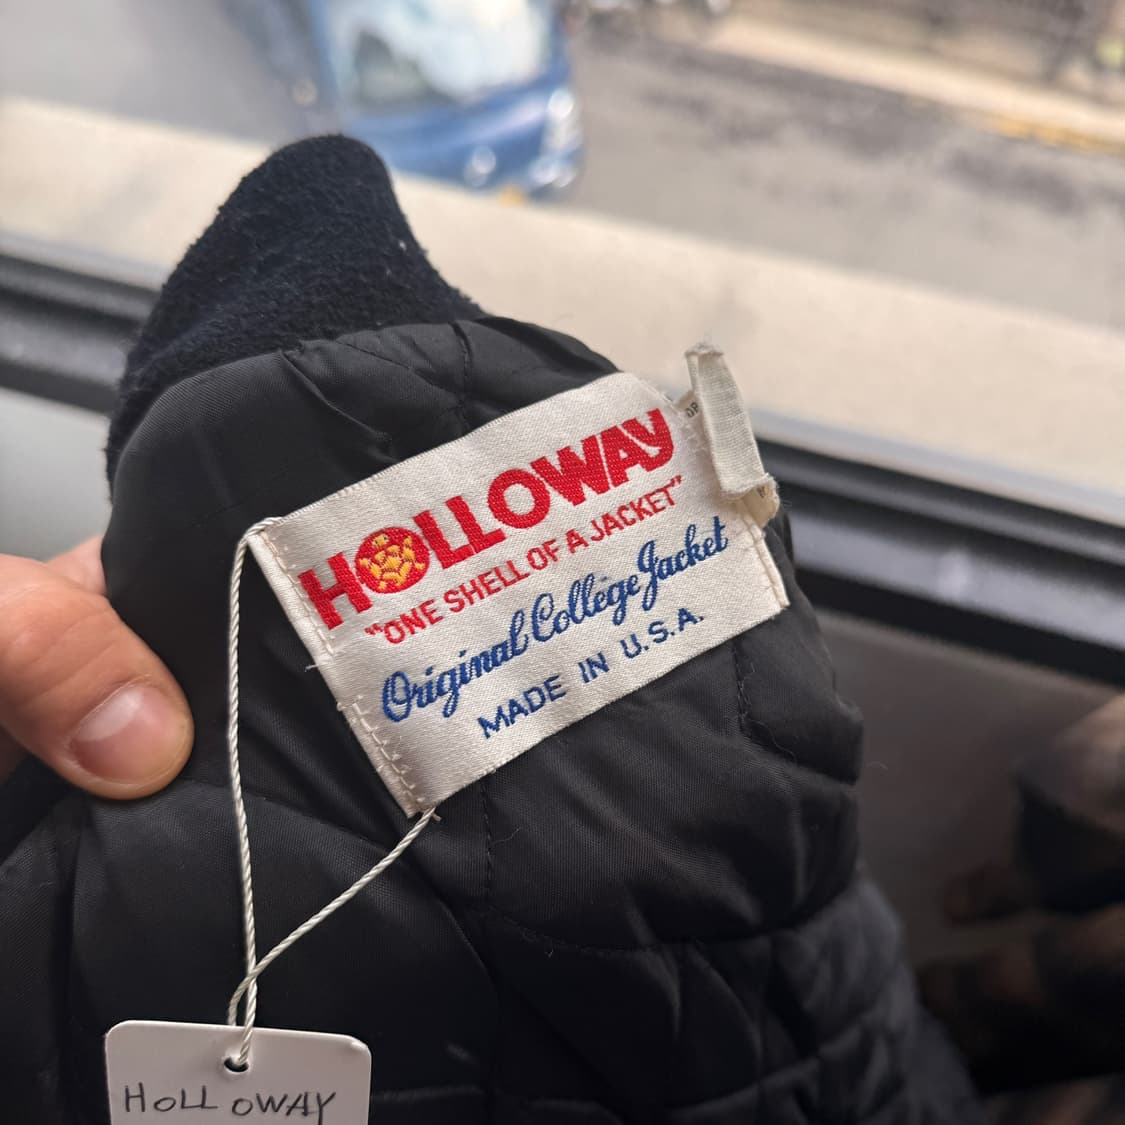 HOLLOWAY
"ONE SHELL OF A JACKET"
Original College Jacket
MADE IN U.S.A.
HOLLOWAY